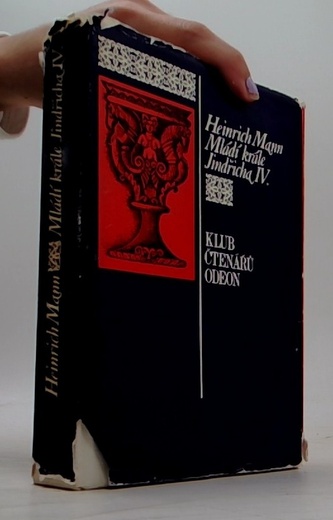 Heinrich Mann
Mládí krále
Jindřicha IV.
KLUB
ČTENÁŘŮ
ODEON
Heinrich Mann Mládí krále Jindřicha IV.